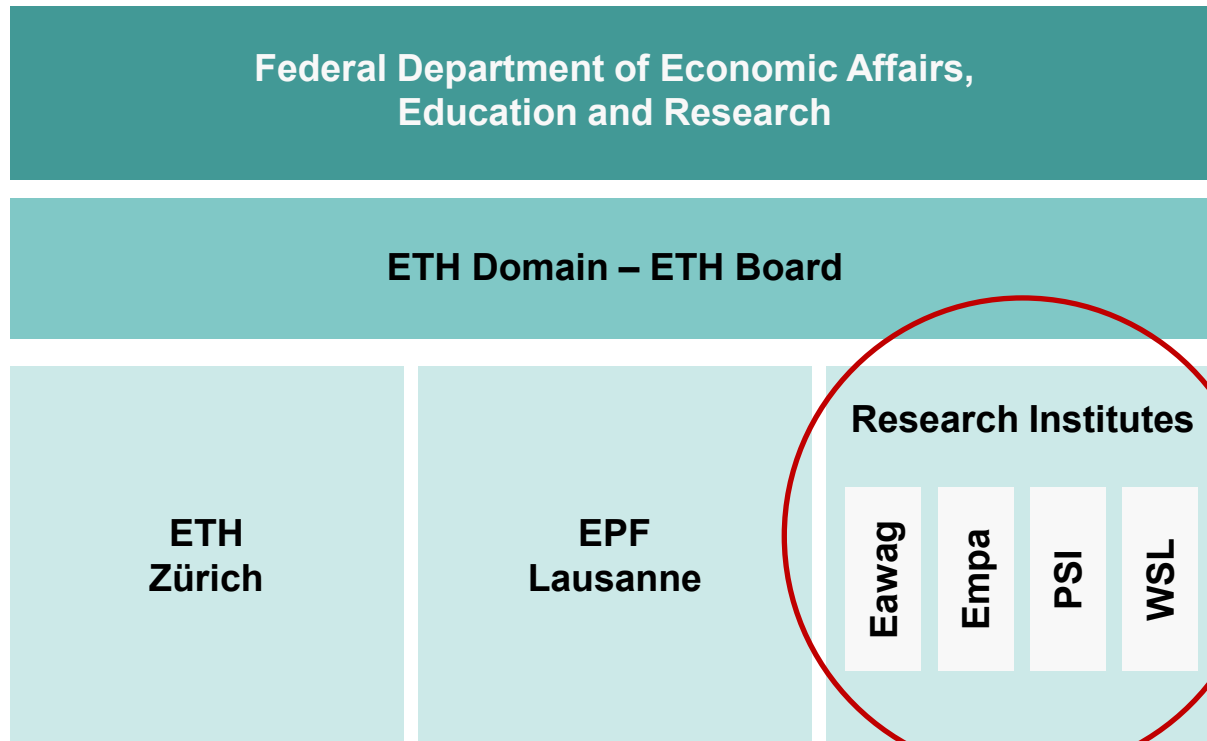 Federal Department of Economic Affairs,
Education and Research
ETH Domain – ETH Board
ETH
Zürich
EPF
Lausanne
Research Institutes
Eawag
Empa
PSI
WSL